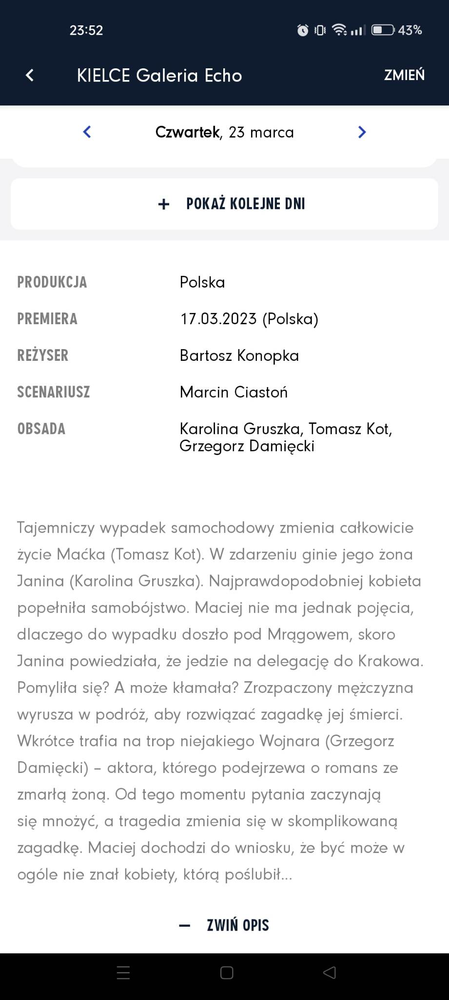 23:52
43%
KIELCE Galeria Echo
ZMIEŃ
Czwartek, 23 marca
+ POKAŻ KOLEJNE DNI
PRODUKCJA Polska
PREMIERA 17.03.2023 (Polska)
REŻYSER Bartosz Konopka
SCENARIUSZ Marcin Ciastoń
OBSADA Karolina Gruszka, Tomasz Kot,
Grzegorz Damięcki
Tajemniczy wypadek samochodowy zmienia całkowicie
życie Maćka (Tomasz Kot). W zdarzeniu ginie jego żona
Janina (Karolina Gruszka). Najprawdopodobniej kobieta
popełniła samobójstwo. Maciej nie ma jednak pojęcia,
dlaczego do wypadku doszło pod Mrągowem, skoro
Janina powiedziała, że jedzie na delegację do Krakowa.
Pomyliła się? A może kłamała? Zrozpaczony mężczyzna
wyrusza w podróż, aby rozwiązać zagadkę jej śmierci.
Wkrótce trafia na trop niejakiego Wojnara (Grzegorz
Damięcki) – aktora, którego podejrzewa o romans ze
zmarłą żoną. Od tego momentu pytania zaczynają
się mnożyć, a tragedia zmienia się w skomplikowaną
zagadkę. Maciej dochodzi do wniosku, że być może w
ogóle nie znał kobiety, którą poślubił...
– ZWIŃ OPIS